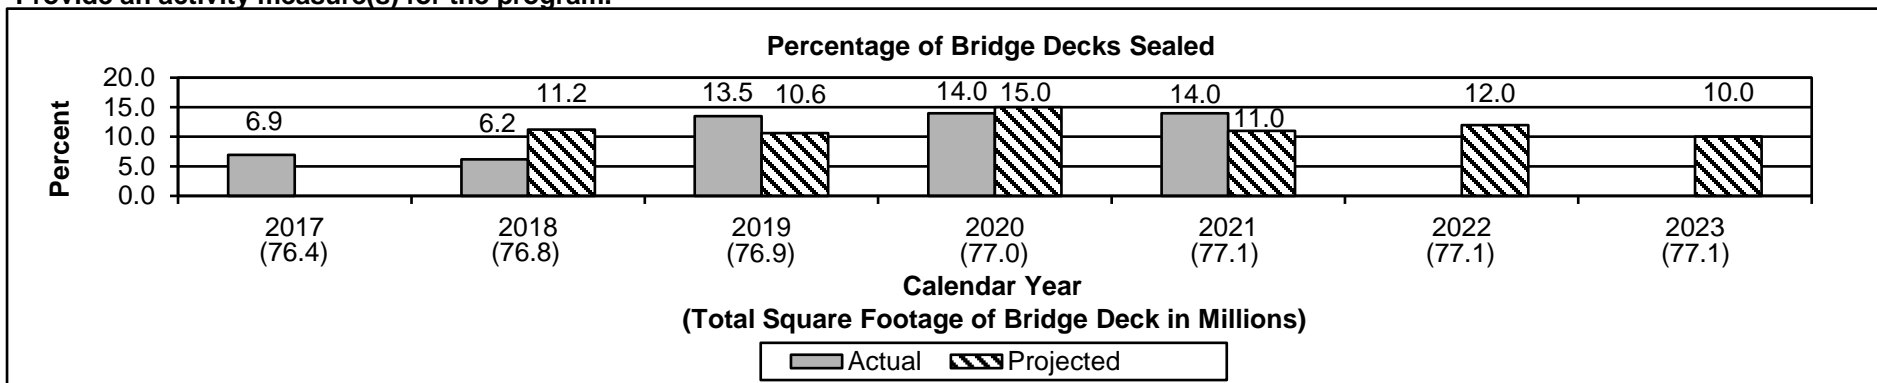 Provide an activity measure(s) for the program.
Percentage of Bridge Decks Sealed
Percent
20.0
15.0
10.0
5.0
0.0
6.9
6.2
11.2
13.5
10.6
14.0
15.0
14.0
11.0
12.0
10.0
2017 2018 2019 2020 2021 2022 2023
(76.4) (76.8) (76.9) (77.0) (77.1) (77.1) (77.1)
Calendar Year
(Total Square Footage of Bridge Deck in Millions)
Actual Projected